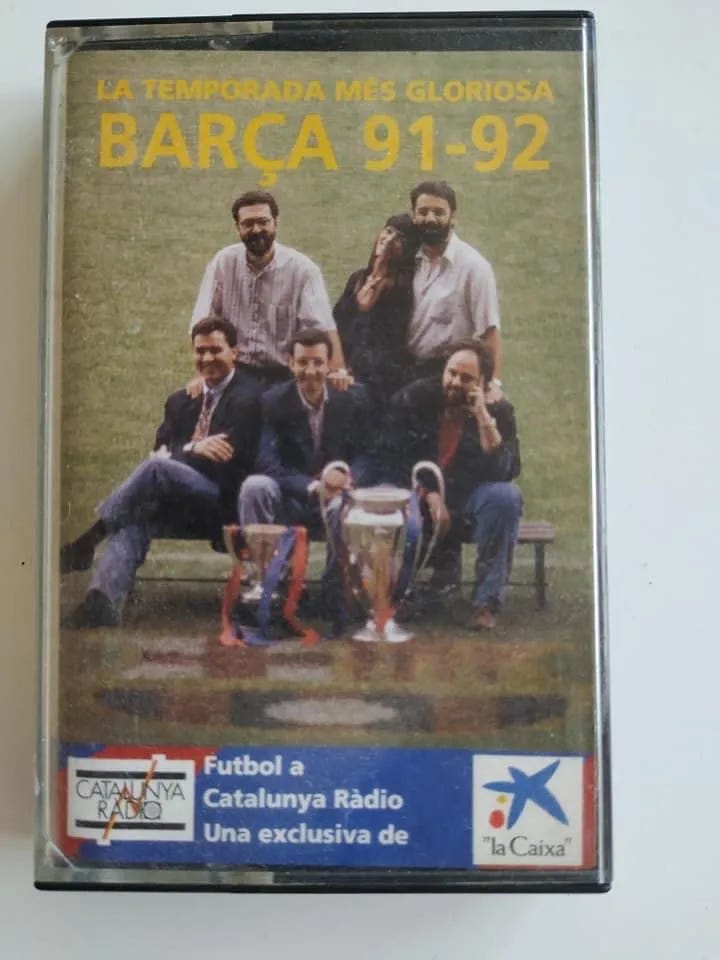 LA TEMPORADA MÉS GLORIOSA
BARÇA 91-92
CATALUNYA
RÀDIO
Futbol a
Catalunya Ràdio
Una exclusiva de
"la Caixa"